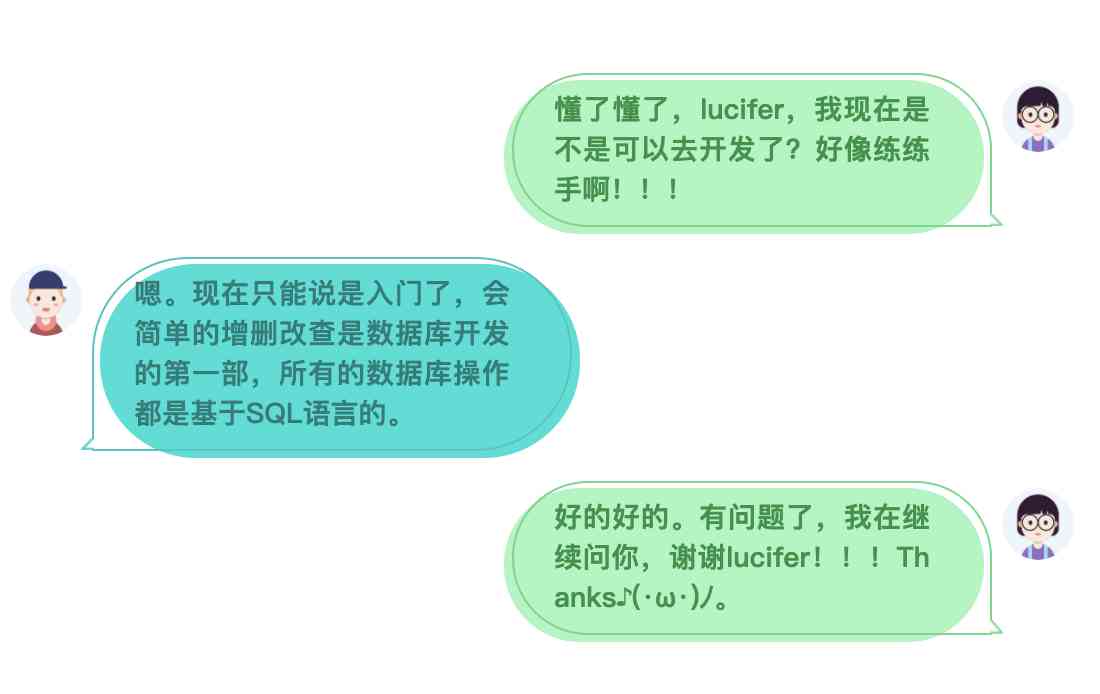 懂了懂了，lucifer，我现在是
不是可以去开发了？好像练练
手啊！！！
嗯。现在只能说是入门了，会
简单的增删改查是数据库开发
的第一部，所有的数据库操作
都是基于SQL语言的。
好的好的。有问题了，我在继
续问你，谢谢lucifer！！！Th
anks♪(･ω･)ﾉ。